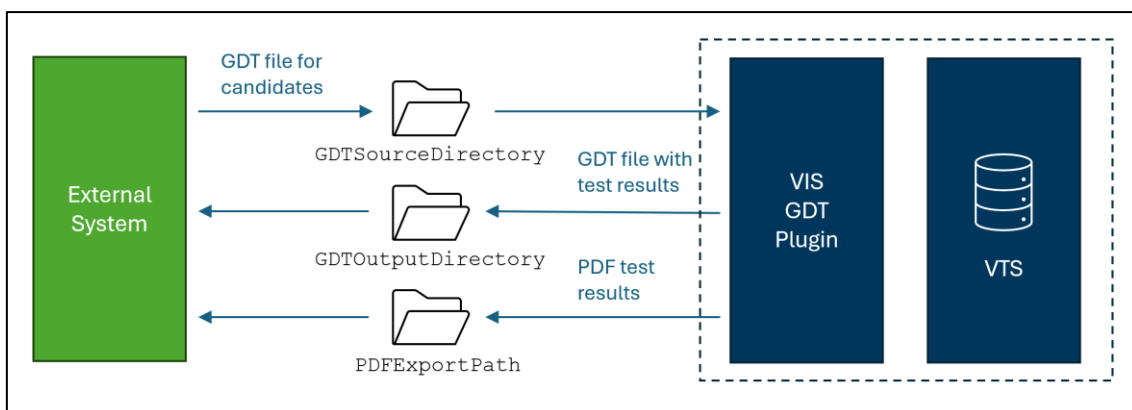 GDT file for
candidates
GDTSourceDirectory
External
System
GDT file with
test results
GDTOutputDirectory
PDF test
results
PDFExportPath
VIS
GDT
Plugin
VTS